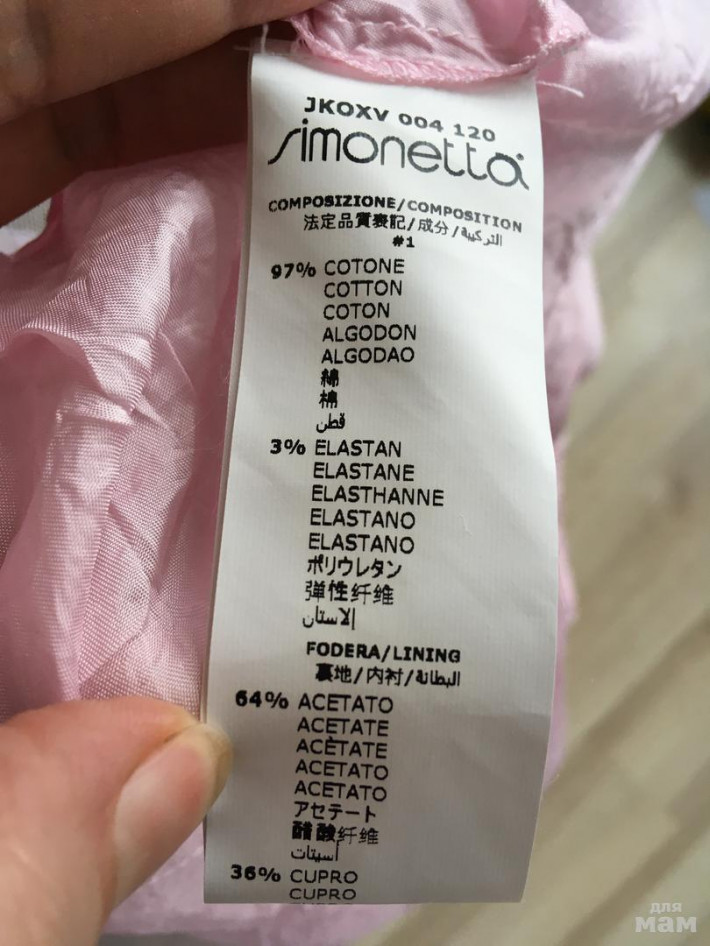 JKOXV 004 120
simonetta
COMPOSIZIONE/COMPOSITION
法定品質表記/成分/التركيبة
#1
97% COTONE
COTTON
COTON
ALGODON
ALGODAO
綿
棉
قطن
3% ELASTAN
ELASTANE
ELASTHANNE
ELASTANO
ELASTANO
ポリウレタン
弹性纤维
إلاستان
FODERA/LINING
裏地/内衬/البطانة
64% ACETATO
ACETATE
ACÈTATE
ACETATO
ACETATO
アセテート
醋酸纤维
أسيتات
36% CUPRO
CUPRO
для
мам